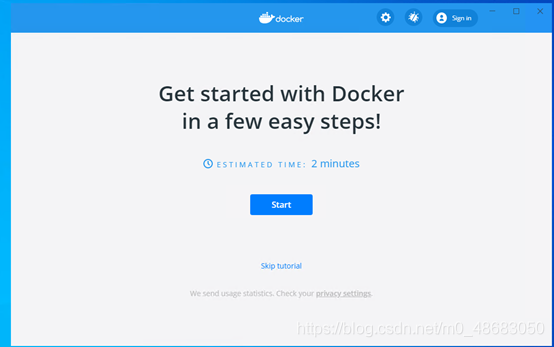 docker
Sign in
Get started with Docker
in a few easy steps!
ESTIMATED TIME: 2 minutes
Start
Skip tutorial
We send usage statistics. Check your privacy settings.
https://blog.csdn.net/m0_48683050